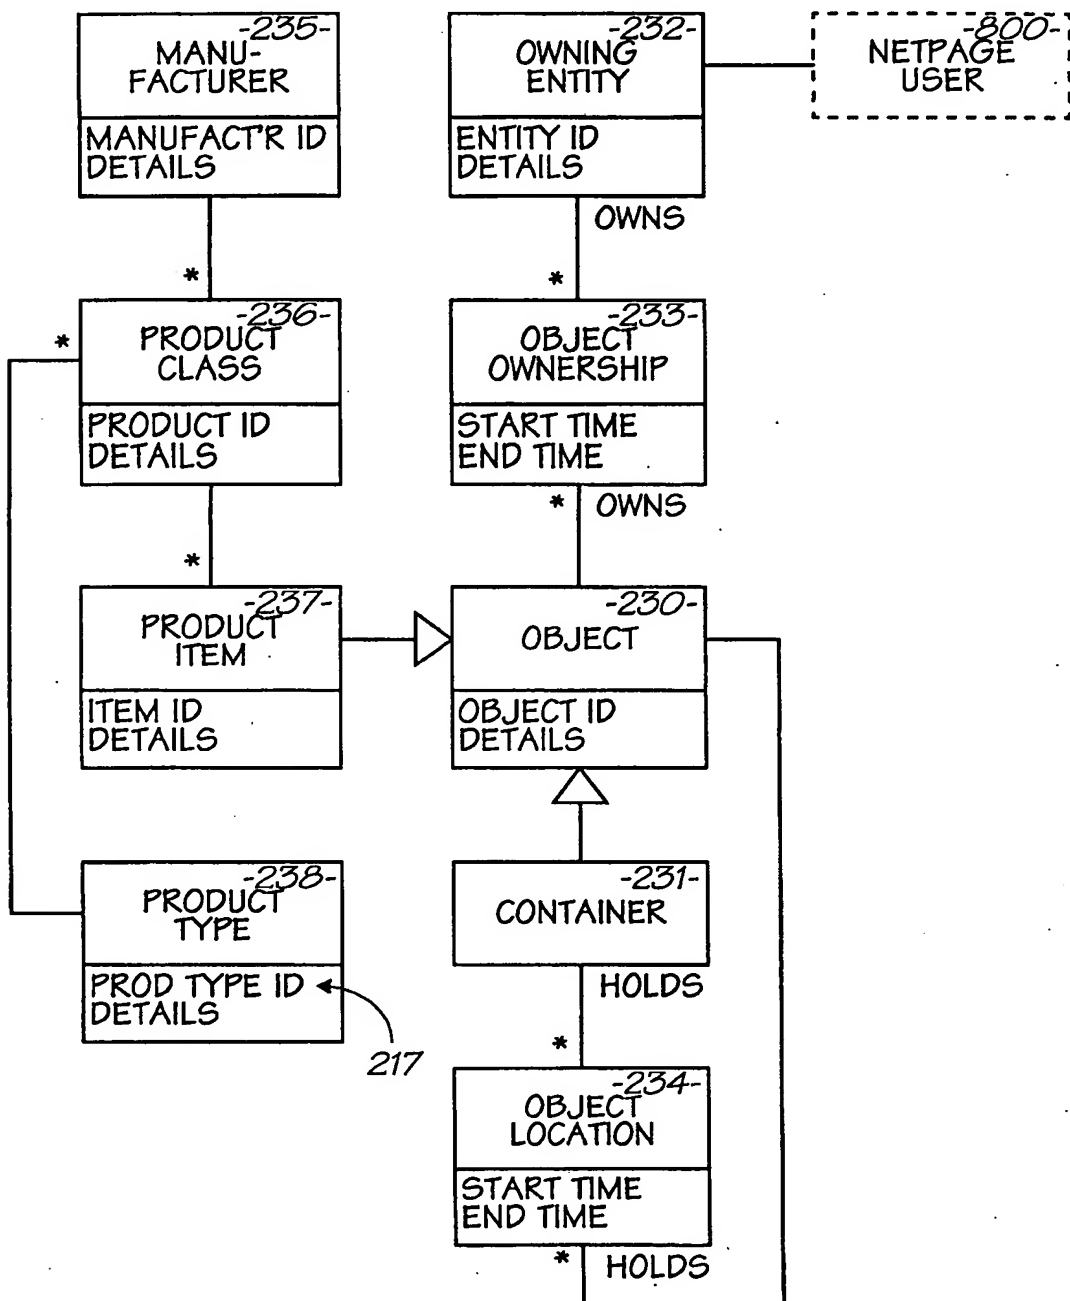 -235-
MANU-
FACTURER
MANUFACT'R ID
DETAILS
-232-
OWNING
ENTITY
ENTITY ID
DETAILS
-800-
NETPAGE
USER
OWNS
*
*
*
-236-
PRODUCT
CLASS
PRODUCT ID
DETAILS
-233-
OBJECT
OWNERSHIP
START TIME
END TIME
* OWNS
*
-237-
PRODUCT
ITEM
ITEM ID
DETAILS
-230-
OBJECT
OBJECT ID
DETAILS
-238-
PRODUCT
TYPE
PROD TYPE ID
DETAILS
217
-231-
CONTAINER
HOLDS
*
-234-
OBJECT
LOCATION
START TIME
END TIME
* HOLDS